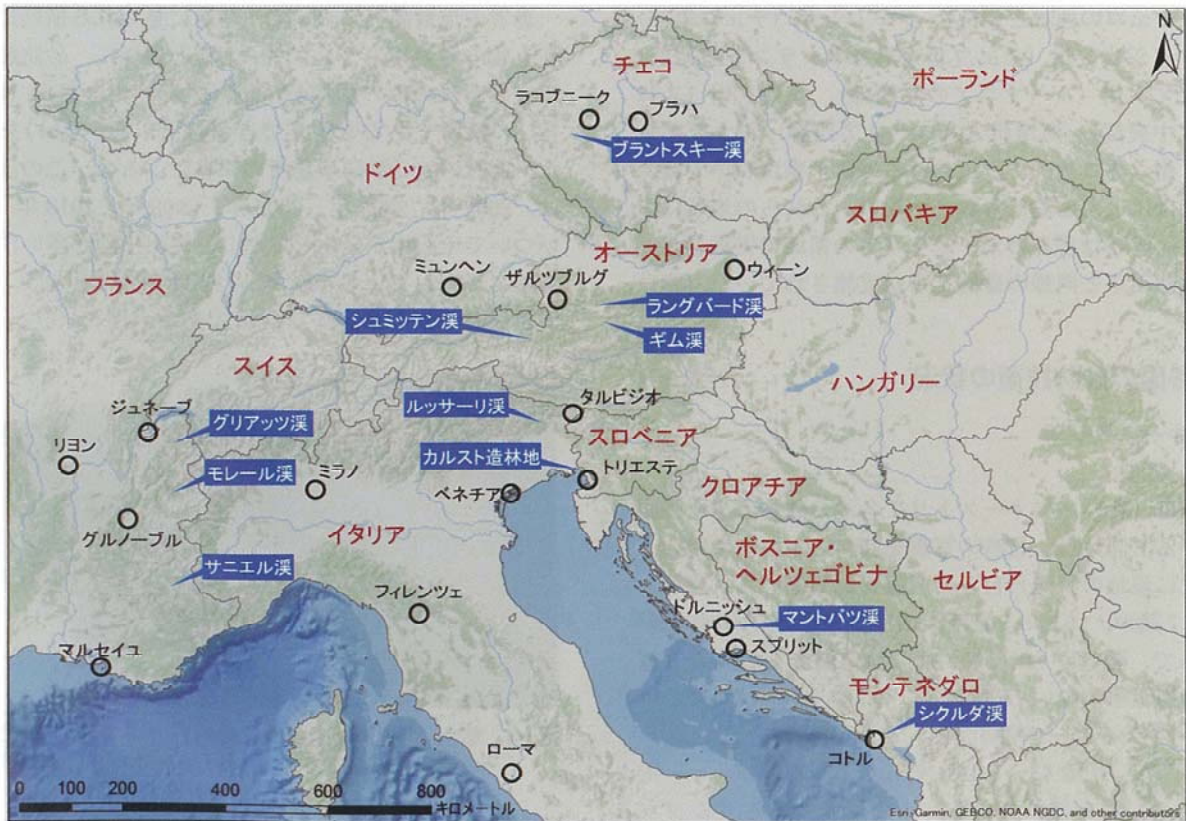 N
チェコ
ポーランド
ラコブニーク
プラハ
ブラントスキー渓
ドイツ
スロバキア
オーストリア
ミュンヘン
ザルツブルグ
ウィーン
フランス
ラングバード渓
シュミッテン渓
ギム渓
スイス
ハンガリー
ジュネーブ
グリアッツ渓
ルッサーリ渓
タルビジオ
スロベニア
リヨン
カルスト造林地
モレール渓
ミラノ
トリエステ
ベネチア
クロアチア
グルノーブル
イタリア
ボスニア・
ヘルツェゴビナ
セルビア
サニエル渓
フィレンツェ
ドルニッシュ
マントバツ渓
スプリット
マルセイユ
モンテネグロ
シクルダ渓
コトル
ローマ
0 100 200 400 600 800
キロメートル
Esri, Garmin, GEBCO, NOAA NGDC, and other contributors